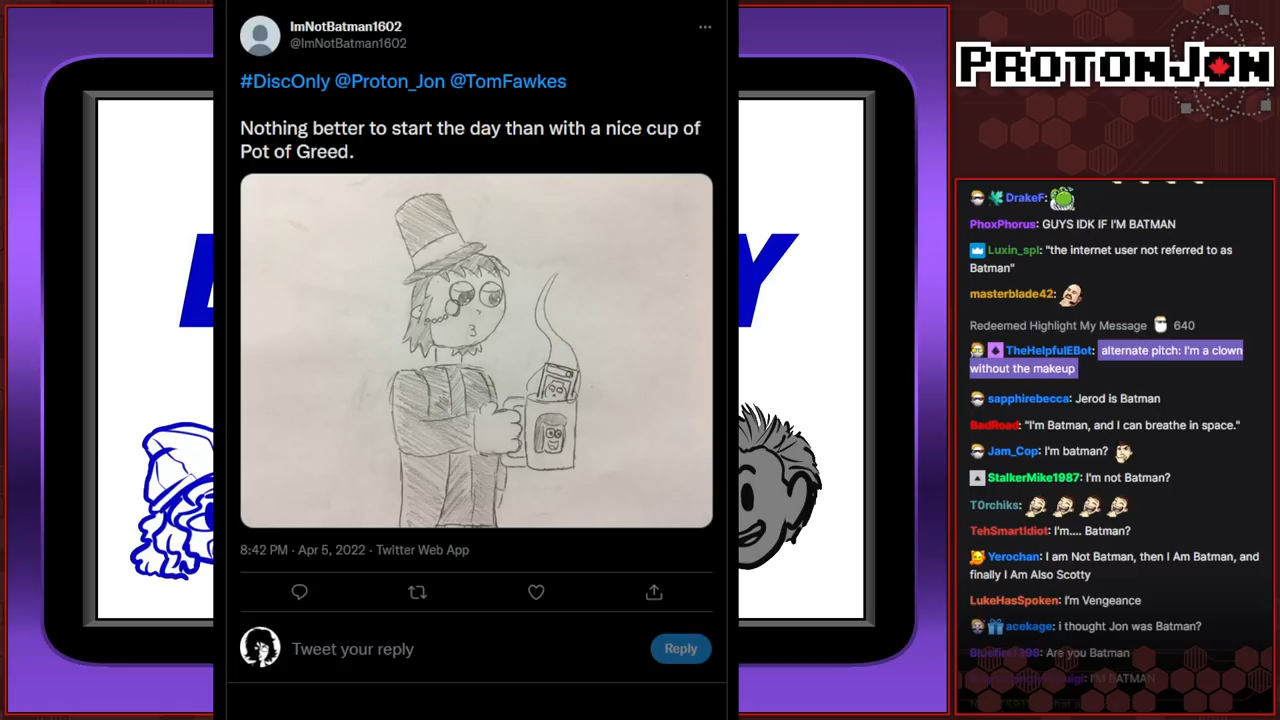 ImNotBatman1602
@ImNotBatman1602
#DiscOnly @Proton_Jon @TomFawkes
Nothing better to start the day than with a nice cup of
Pot of Greed.
8:42 PM · Apr 5, 2022 · Twitter Web App
Tweet your reply
Reply
Y
PROTONJON
DrakeF:
PhoxPhorus: GUYS IDK IF I'M BATMAN
Luxin_spl: "the internet user not referred to as
Batman"
masterblade42:
Redeemed Highlight My Message 640
TheHelpfulEBot: alternate pitch: I'm a clown
without the makeup
sapphirebecca: Jerod is Batman
BadRoad: "I'm Batman, and I can breathe in space."
Jam_Cop: I'm batman?
StalkerMike1987: I'm not Batman?
T0rchiks:
TehSmartIdiot: I'm.... Batman?
Yerochan: I am Not Batman, then I Am Batman, and
finally I Am Also Scotty
LukeHasSpoken: I'm Vengeance
acekage: i thought Jon was Batman?
Are you Batman
I'M BATMAN